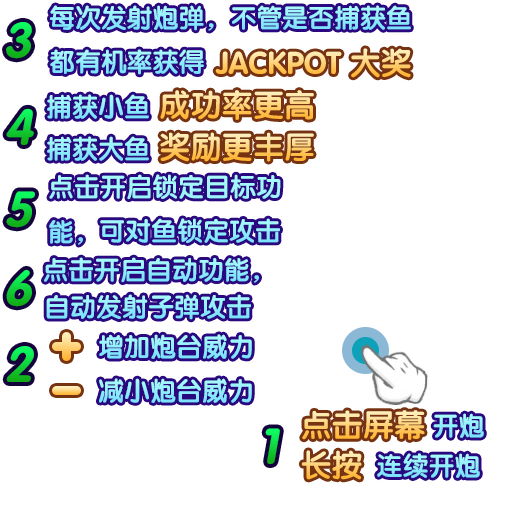 3 每次发射炮弹，不管是否捕获鱼
都有机率获得 JACKPOT 大奖
4 捕获小鱼 成功率更高
捕获大鱼 奖励更丰厚
5 点击开启锁定目标功
能，可对鱼锁定攻击
6 点击开启自动功能，
自动发射子弹攻击
2 + 增加炮台威力
- 减小炮台威力
1 点击屏幕 开炮
长按 连续开炮